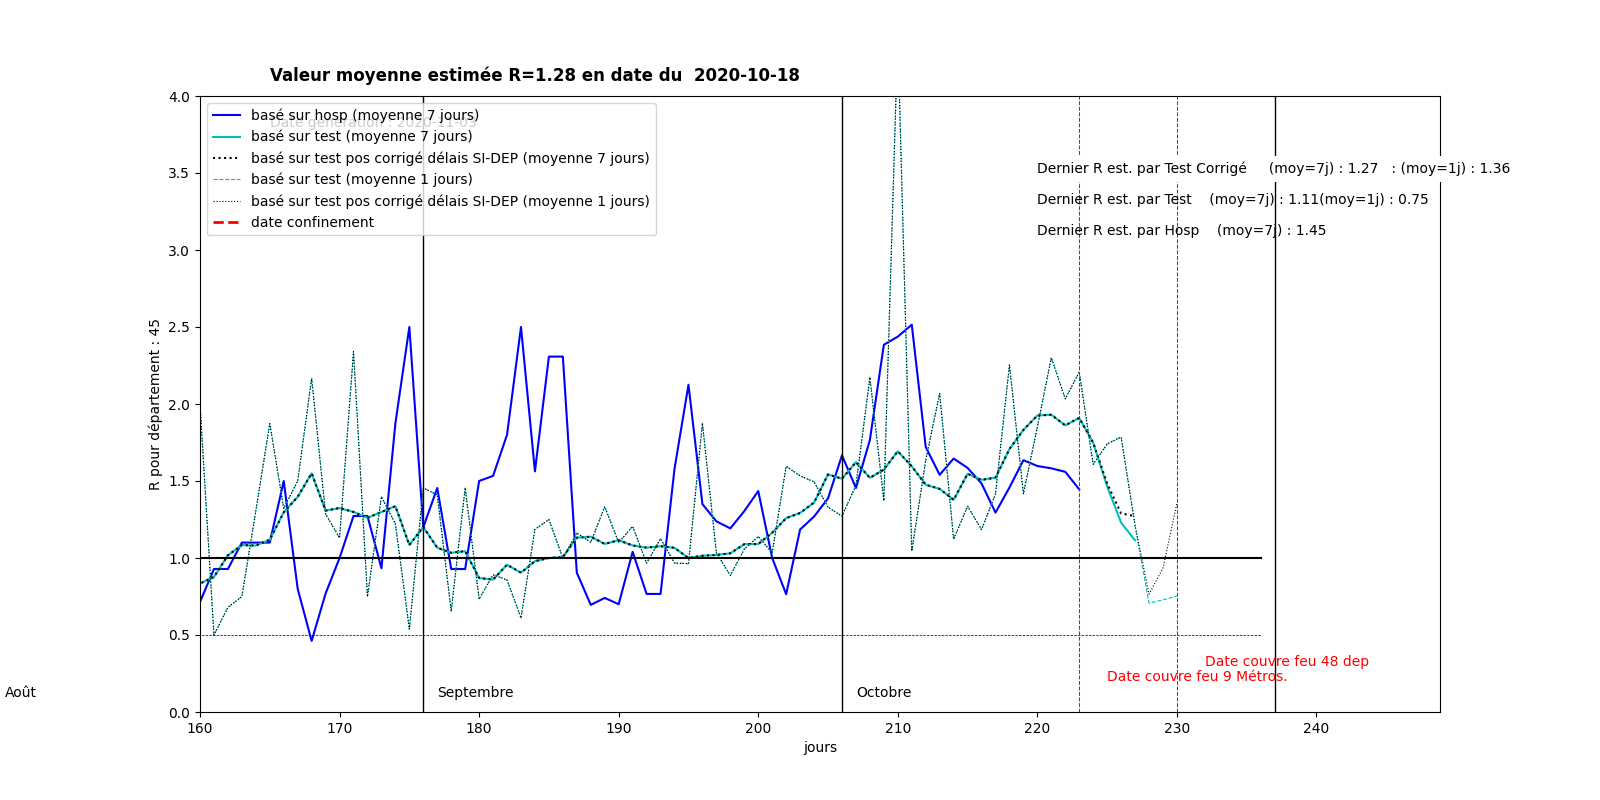 Valeur moyenne estimée R=1.28 en date du  2020-10-18
Date génération : 2020-11-03
basé sur hosp (moyenne 7 jours)
basé sur test (moyenne 7 jours)
basé sur test pos corrigé délais SI-DEP (moyenne 7 jours)
basé sur test (moyenne 1 jours)
basé sur test pos corrigé délais SI-DEP (moyenne 1 jours)
date confinement
Dernier R est. par Test Corrigé (moy=7j) : 1.27 : (moy=1j) : 1.36
Dernier R est. par Test (moy=7j) : 1.11(moy=1j) : 0.75
Dernier R est. par Hosp (moy=7j) : 1.45
R pour département : 45
4.0
3.5
3.0
2.5
2.0
1.5
1.0
0.5
0.0
Date couvre feu 48 dep
Date couvre feu 9 Métros.
Août
Septembre
Octobre
160 170 180 190 200 210 220 230 240
jours